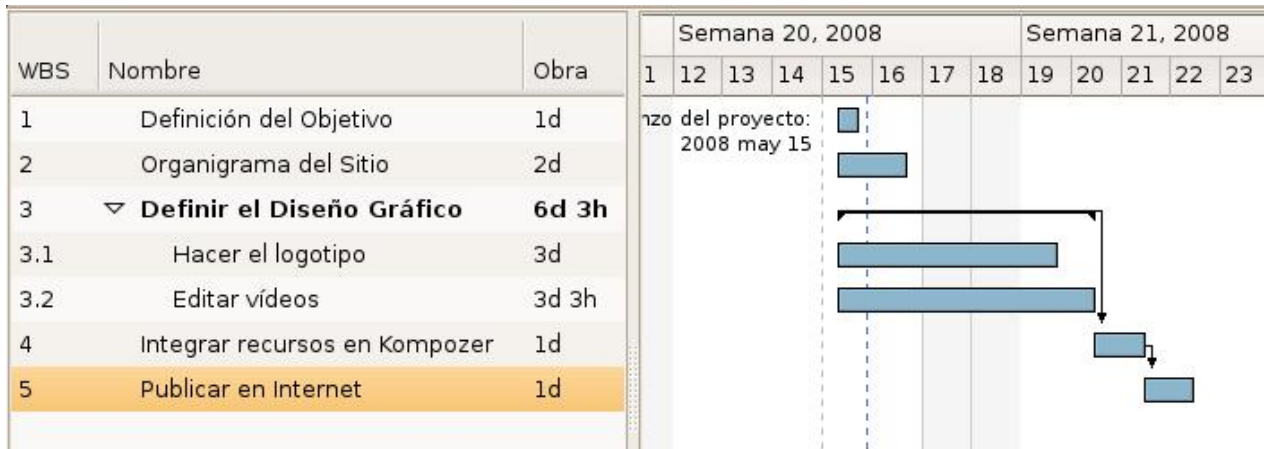 Semana 20, 2008 Semana 21, 2008
WBS Nombre Obra 1 12 13 14 15 16 17 18 19 20 21 22 23
1 Definición del Objetivo 1d nzo del proyecto:
2008 may 15
2 Organigrama del Sitio 2d
3 Definir el Diseño Gráfico 6d 3h
3.1 Hacer el logotipo 3d
3.2 Editar vídeos 3d 3h
4 Integrar recursos en Kompozer 1d
5 Publicar en Internet 1d